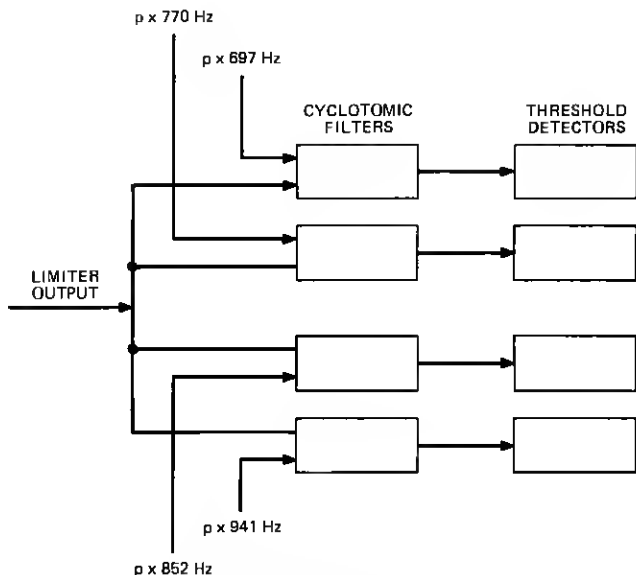 p x 770 Hz
p x 697 Hz
CYCLOTOMIC
FILTERS
THRESHOLD
DETECTORS
LIMITER
OUTPUT
p x 941 Hz
p x 852 Hz